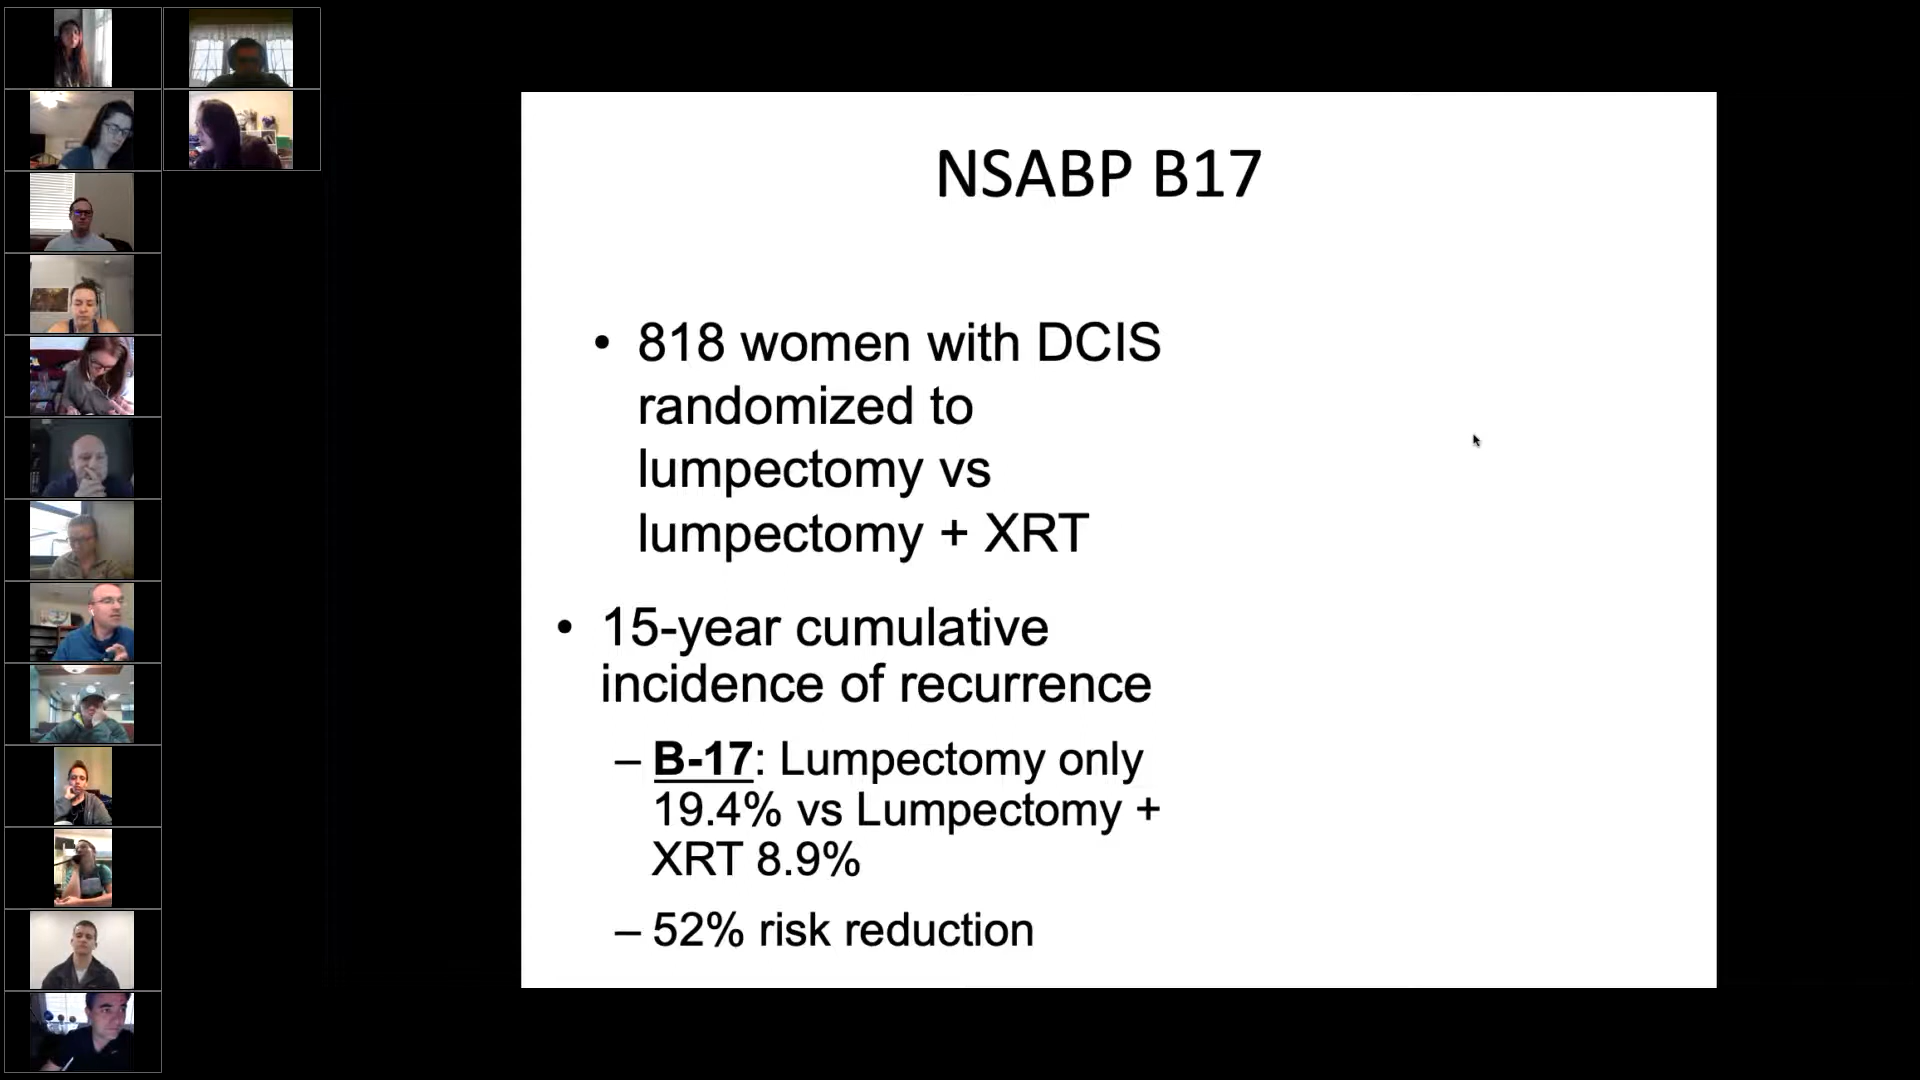 NSABP B17
• 818 women with DCIS
randomized to
lumpectomy vs
lumpectomy + XRT
• 15-year cumulative
incidence of recurrence
– B-17: Lumpectomy only
19.4% vs Lumpectomy +
XRT 8.9%
– 52% risk reduction